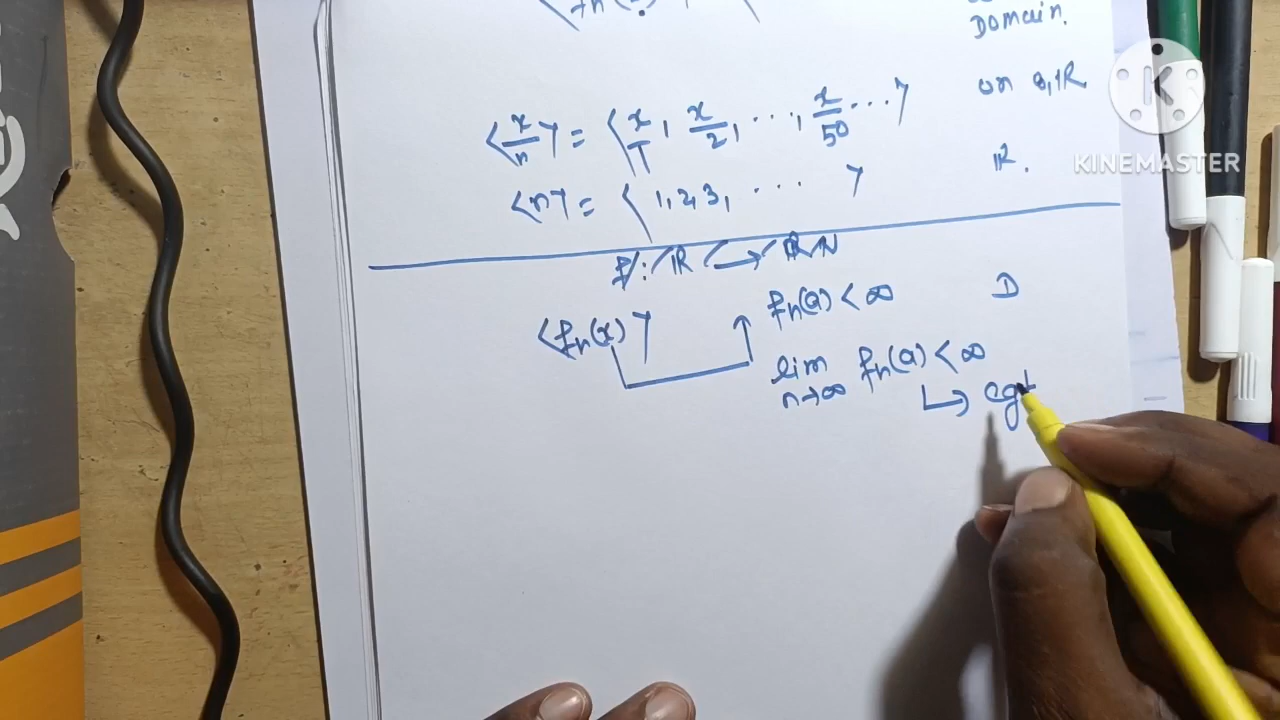 Domain.
<x/n> = <x/1, x/2, ..., x/50 ...>
on ℝ
<n> = < 1, 2, 3, ... >
ℝ.
KINEMASTER
f: ℝ → ℝ
<fn(x)>
fn(a) < ∞
D
lim n→∞ fn(a) < ∞
↳ cgt